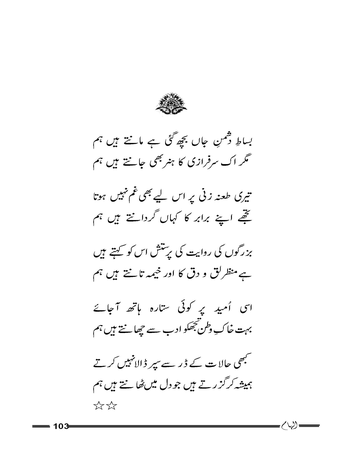 بساطِ دشمنِ جاں بچھ گئی ہے مانتے ہیں ہم
مگر اک سرفرازی کا ہنر بھی جانتے ہیں ہم
تیری طعنہ زنی پر اس لیے بھی غم نہیں ہوتا
تجھے اپنے برابر کا کہاں گردانتے ہیں ہم
بزرگوں کی روایت کی پرستش اس کو کہتے ہیں
ہے منظر لق و دق کا اور خیمہ تانتے ہیں ہم
اسی اُمید پر کوئی ستارہ ہاتھ آجائے
بہت خاکِ وطن تجھکو ادب سے چھانتے ہیں ہم
کبھی حالات کے ڈر سے سپر ڈالا نہیں کرتے
ہمیشہ کر گزرتے ہیں جو دل میں ٹھانتے ہیں ہم
☆☆
103